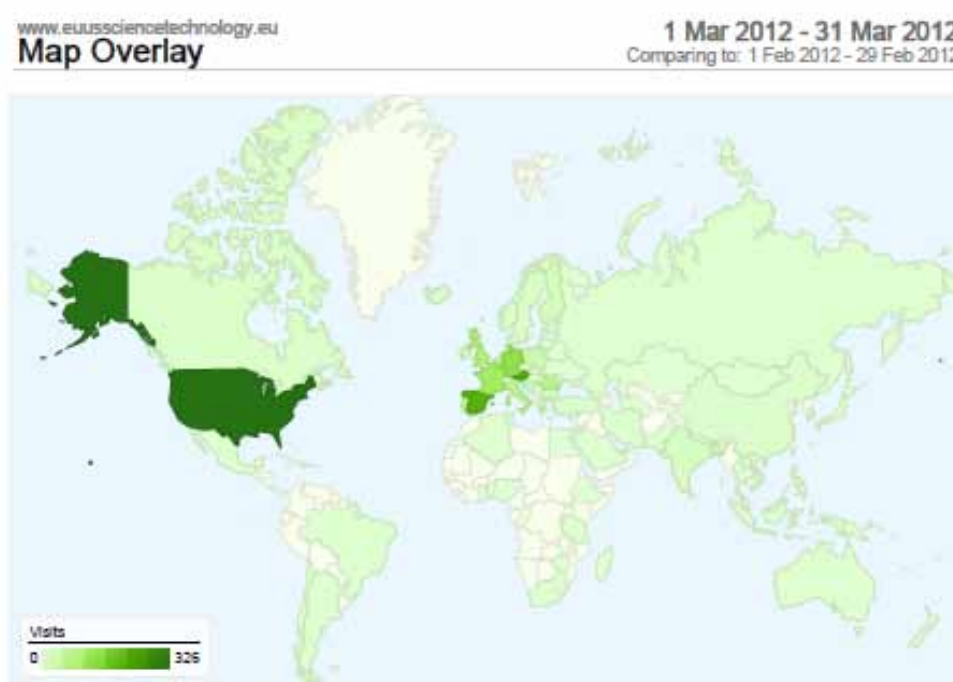 www.euussciencetechnology.eu
Map Overlay
1 Mar 2012 - 31 Mar 2012
Comparing to: 1 Feb 2012 - 29 Feb 2012
Visits
0 326